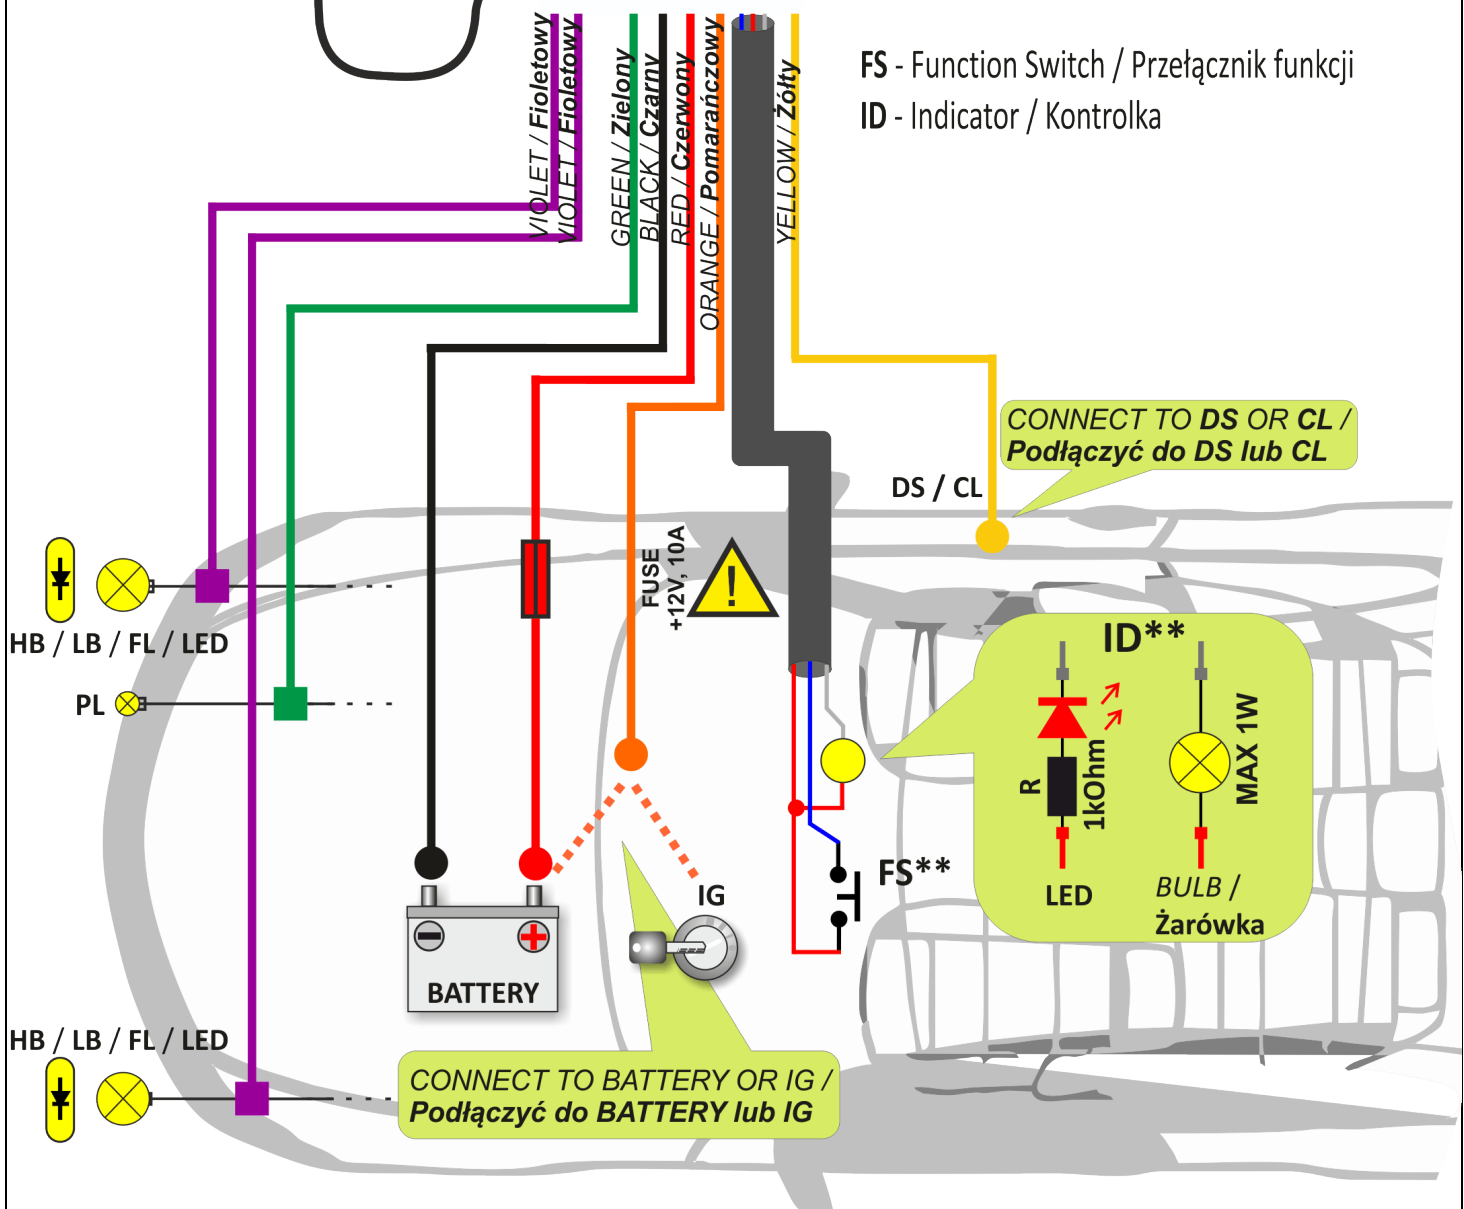 FS - Function Switch / Przełącznik funkcji
ID - Indicator / Kontrolka
VIOLET / Fioletowy
VIOLET / Fioletowy
GREEN / Zielony
BLACK / Czarny
RED / Czerwony
ORANGE / Pomarańczowy
YELLOW / Żółty
CONNECT TO DS OR CL /
Podłączyć do DS lub CL
DS / CL
FUSE
+12V, 10A
!
HB / LB / FL / LED
PL
ID**
R
1kOhm
MAX 1W
LED
BULB /
Żarówka
FS**
IG
BATTERY
HB / LB / FL / LED
CONNECT TO BATTERY OR IG /
Podłączyć do BATTERY lub IG